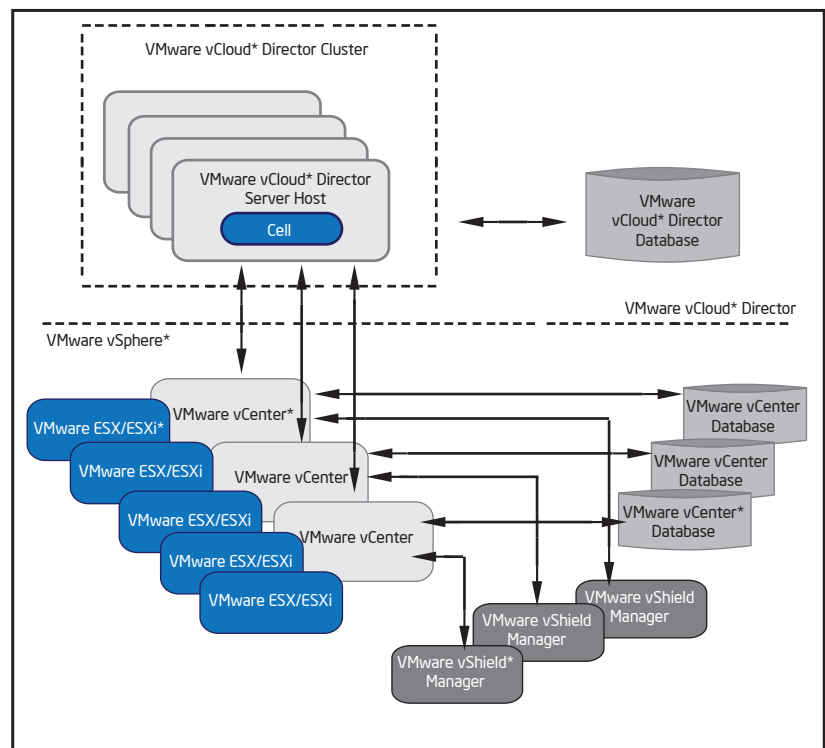 VMware vCloud* Director Cluster
VMware vCloud* Director
Server Host
Cell
VMware
vCloud* Director
Database
VMware vCloud* Director
VMware vSphere*
VMware vCenter*
VMware ESX/ESXi*
VMware vCenter
Database
VMware ESX/ESXi
VMware vCenter
VMware vCenter
Database
VMware ESX/ESXi
VMware vCenter
VMware vCenter*
Database
VMware ESX/ESXi
VMware ESX/ESXi
VMware vShield
Manager
VMware vShield
Manager
VMware vShield*
Manager